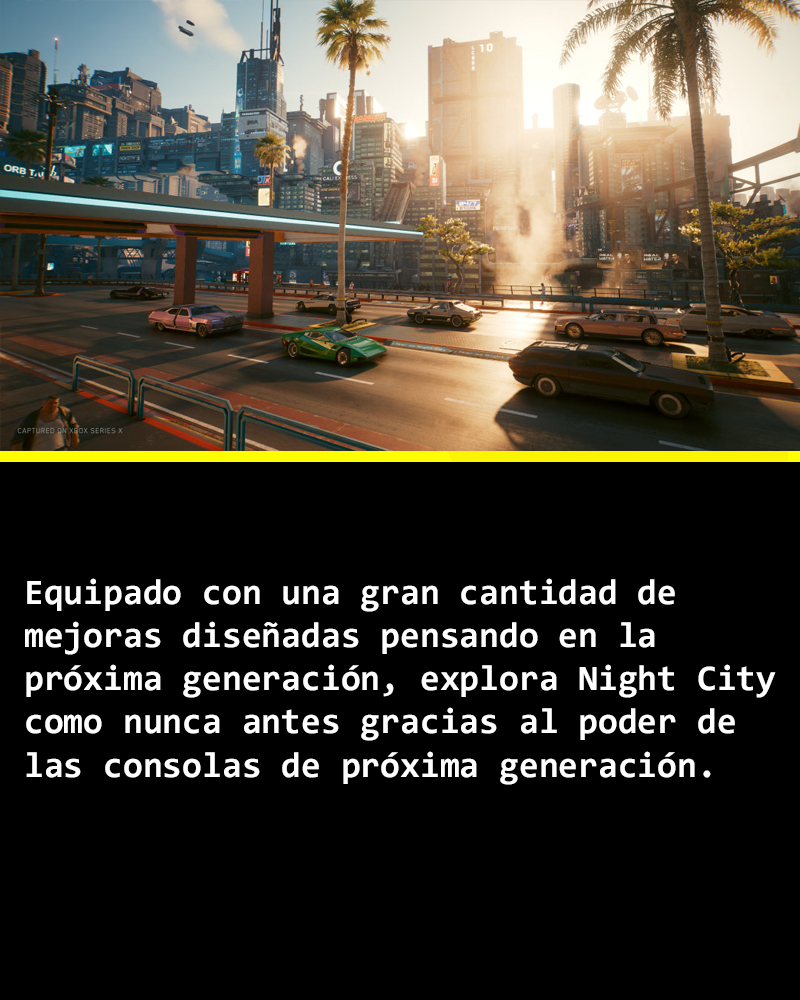 10
ORBITAL
CAPTURED ON XBOX SERIES X
Equipado con una gran cantidad de
mejoras diseñadas pensando en la
próxima generación, explora Night City
como nunca antes gracias al poder de
las consolas de próxima generación.